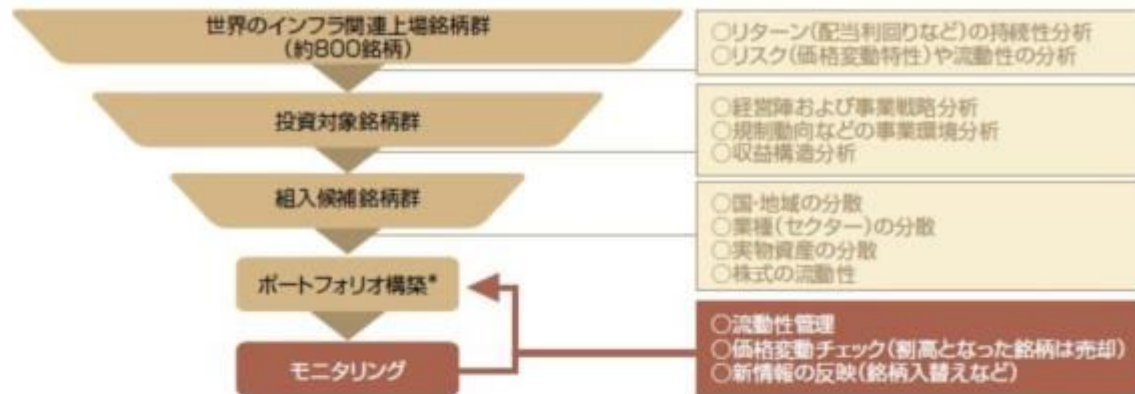 世界のインフラ関連上場銘柄群
(約800銘柄)
○リターン(配当利回りなど)の持続性分析
○リスク(価格変動特性)や流動性の分析
投資対象銘柄群
○経営陣および事業戦略分析
○規制動向などの事業環境分析
○収益構造分析
組入候補銘柄群
○国・地域の分散
○業種(セクター)の分散
○実物資産の分散
○株式の流動性
ポートフォリオ構築*
モニタリング
○流動性管理
○価格変動チェック(割高となった銘柄は売却)
○新情報の反映(銘柄入替えなど)